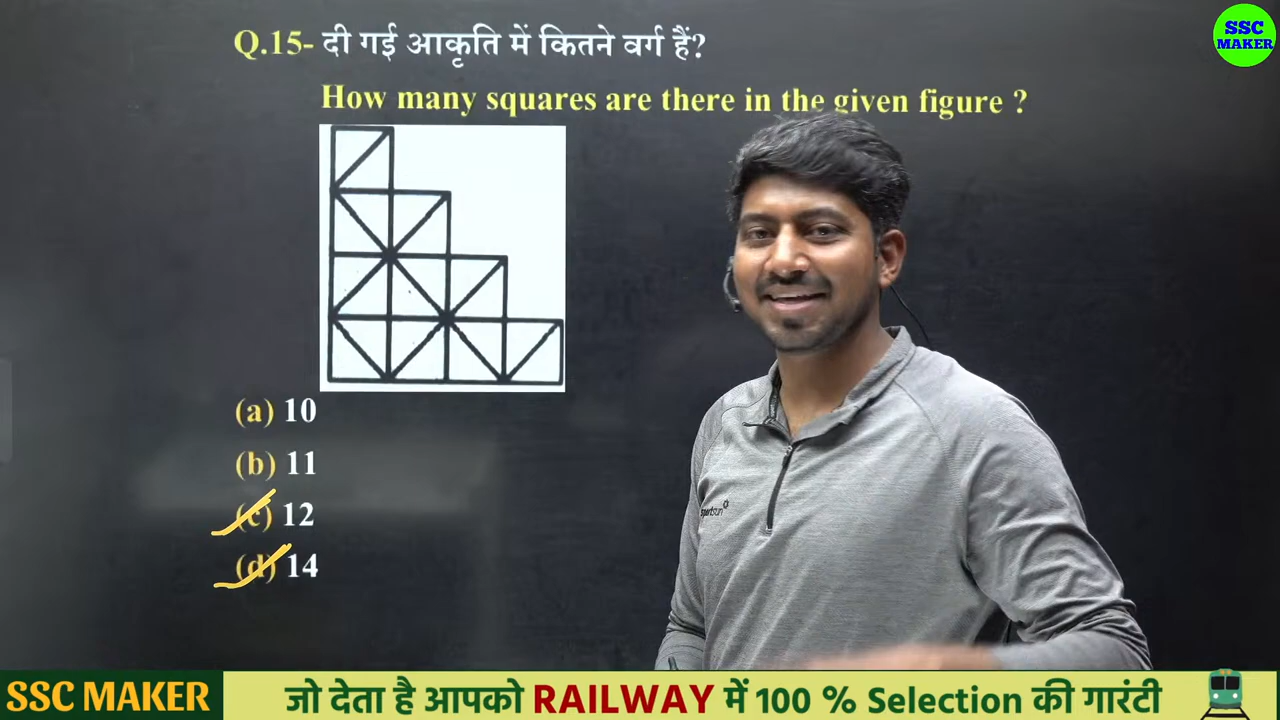 SSC
MAKER
Q.15- दी गई आकृति में कितने वर्ग हैं?
How many squares are there in the given figure ?
(a) 10
(b) 11
(c) 12
(d) 14
SSC MAKER
जो देता है आपको RAILWAY में 100 % Selection की गारंटी